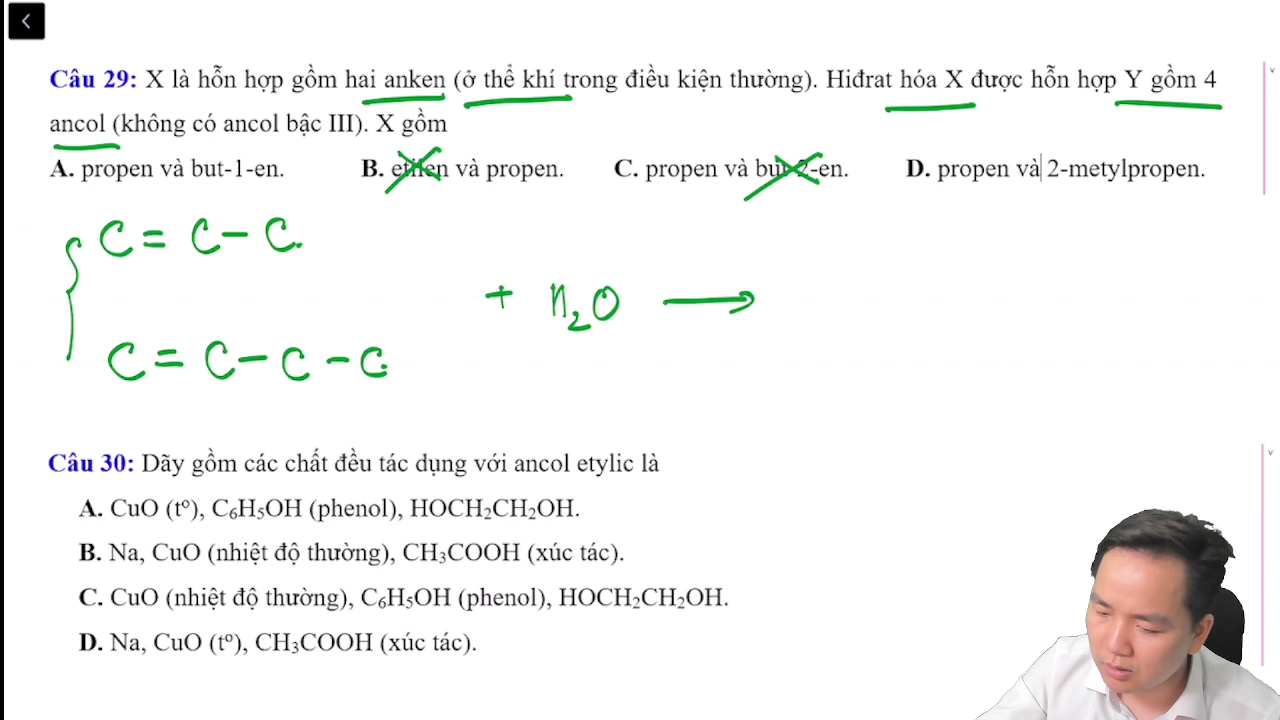 Câu 29: X là hỗn hợp gồm hai anken (ở thể khí trong điều kiện thường). Hiđrat hóa X được hỗn hợp Y gồm 4
ancol (không có ancol bậc III). X gồm
A. propen và but-1-en. B. etilen và propen. C. propen và but-2-en. D. propen và 2-metylpropen.
C = C - C
+ H₂O →
C = C - C - C
Câu 30: Dãy gồm các chất đều tác dụng với ancol etylic là
A. CuO (tº), C₆H₅OH (phenol), HOCH₂CH₂OH.
B. Na, CuO (nhiệt độ thường), CH₃COOH (xúc tác).
C. CuO (nhiệt độ thường), C₆H₅OH (phenol), HOCH₂CH₂OH.
D. Na, CuO (tº), CH₃COOH (xúc tác).